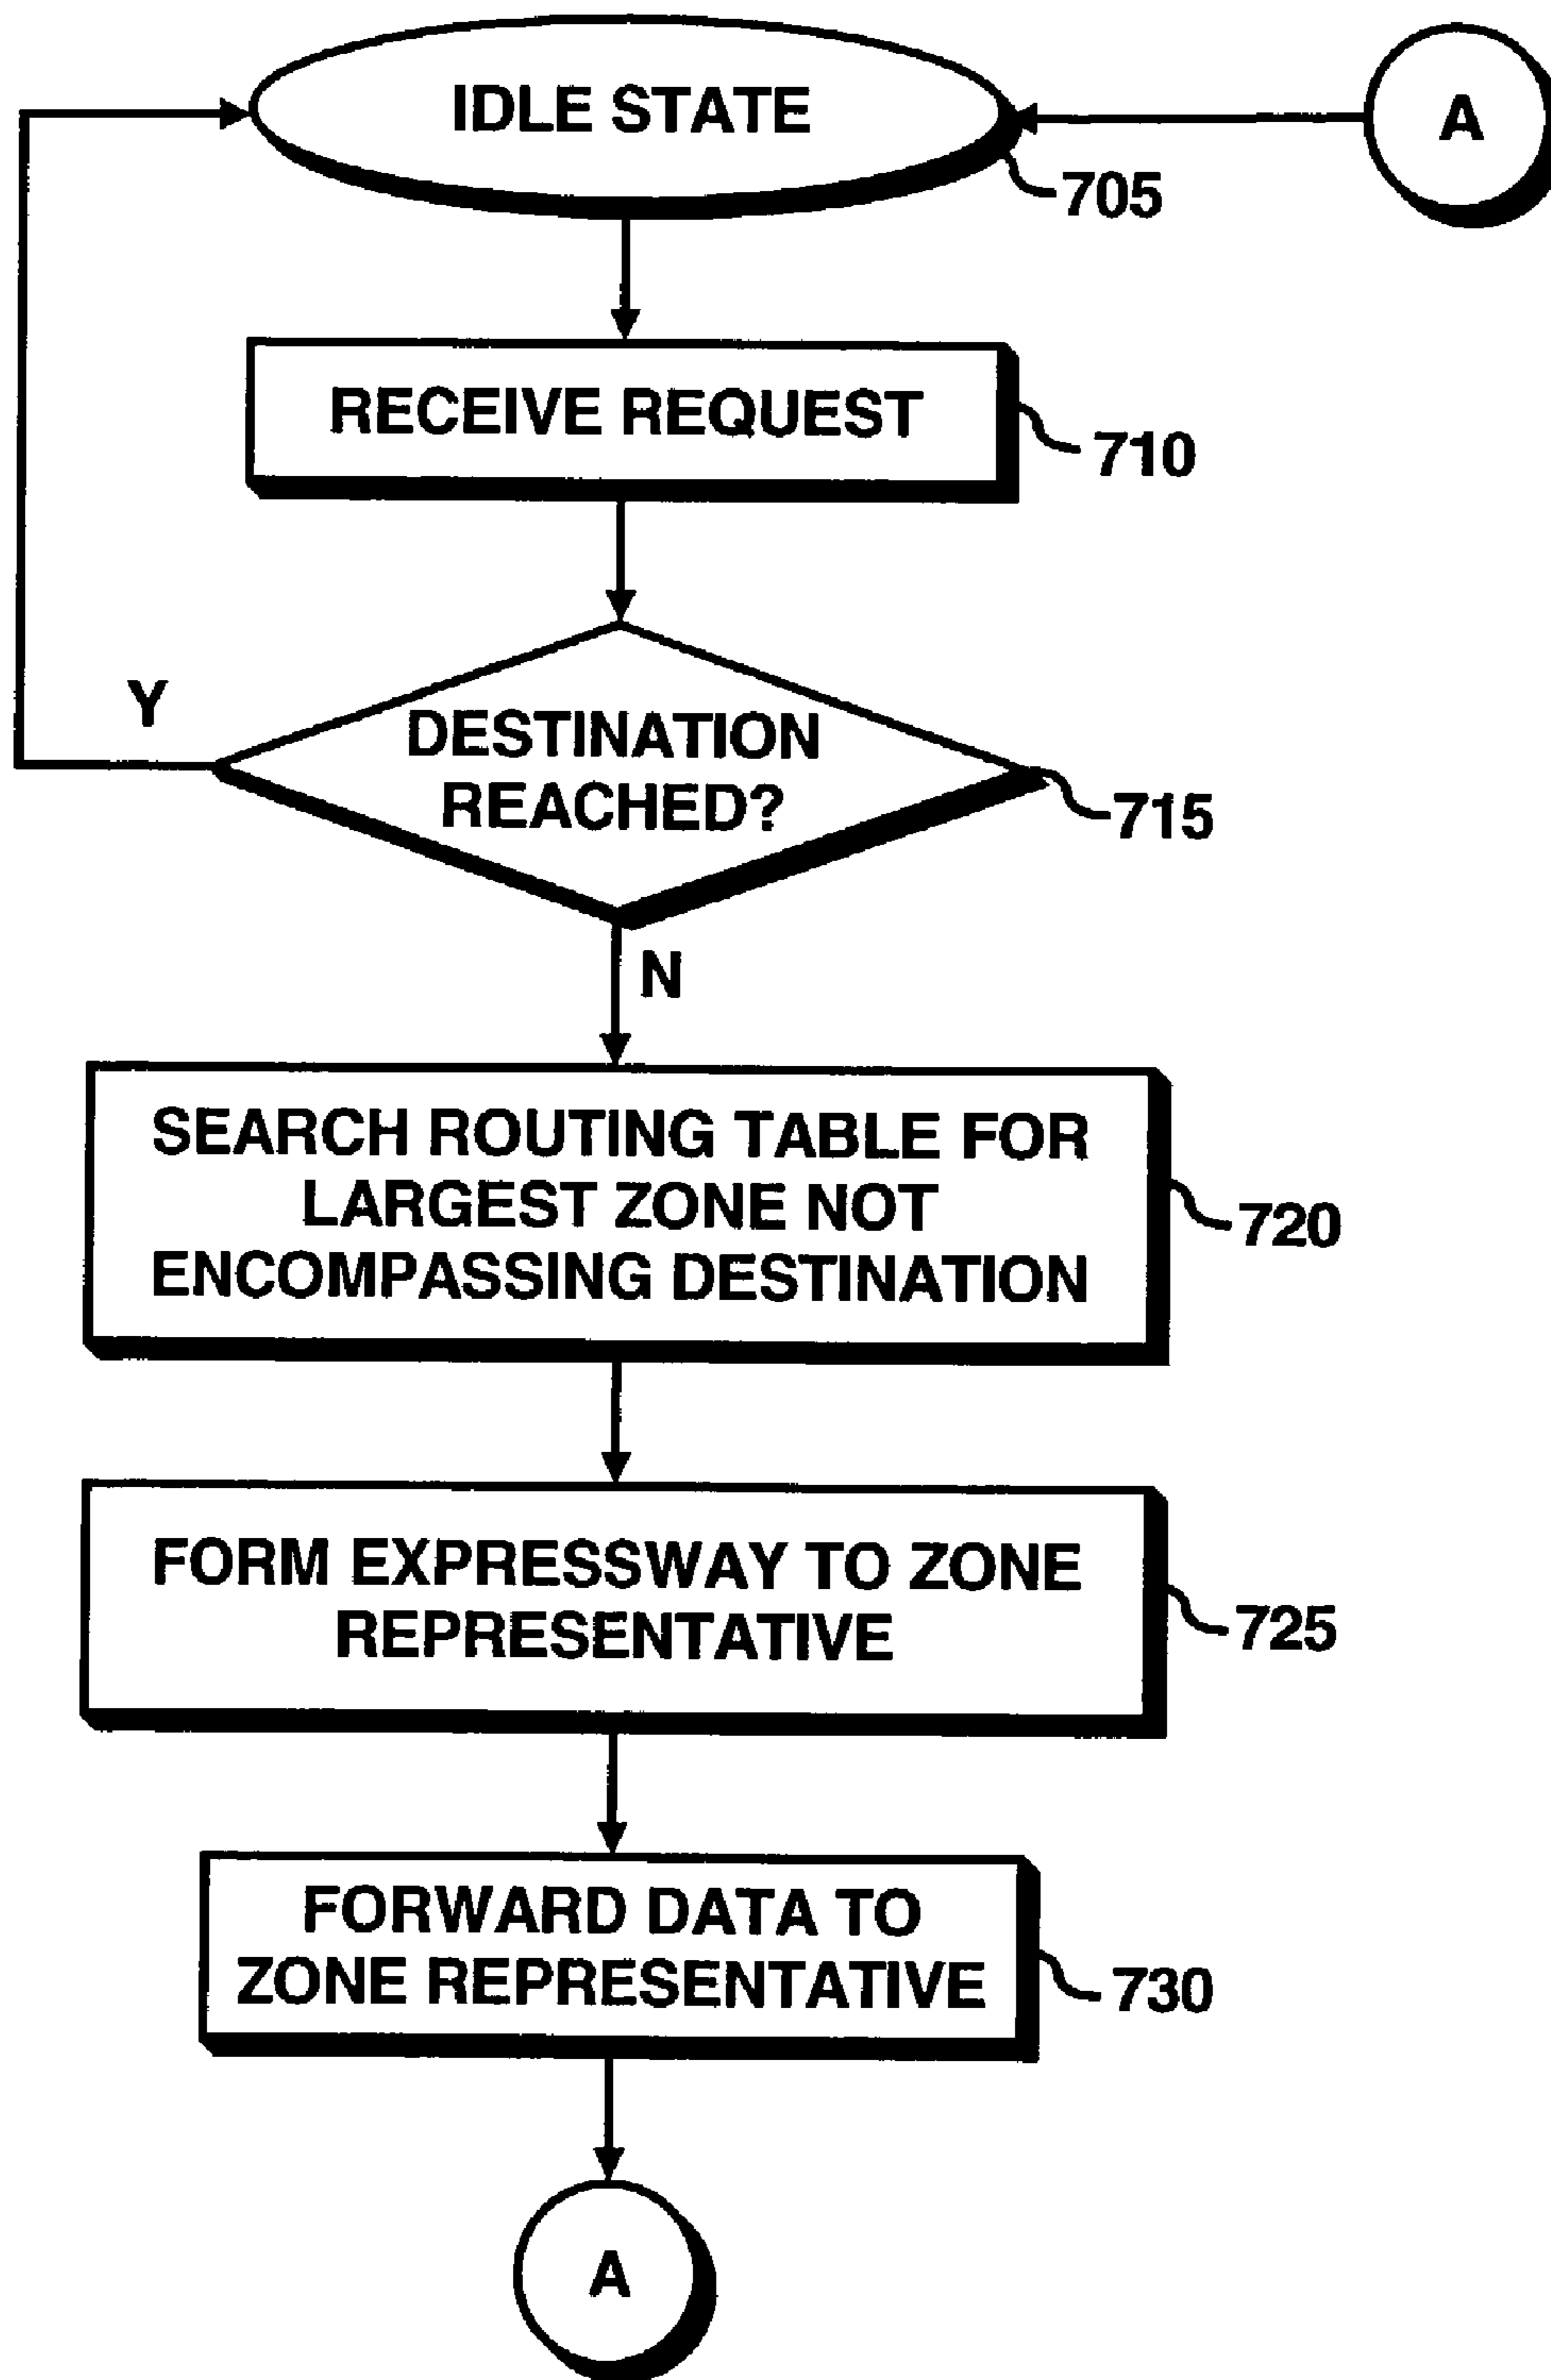 IDLE STATE
A
705
RECEIVE REQUEST
710
Y
DESTINATION
REACHED?
715
N
SEARCH ROUTING TABLE FOR
LARGEST ZONE NOT
ENCOMPASSING DESTINATION
720
FORM EXPRESSWAY TO ZONE
REPRESENTATIVE
725
FORWARD DATA TO
ZONE REPRESENTATIVE
730
A